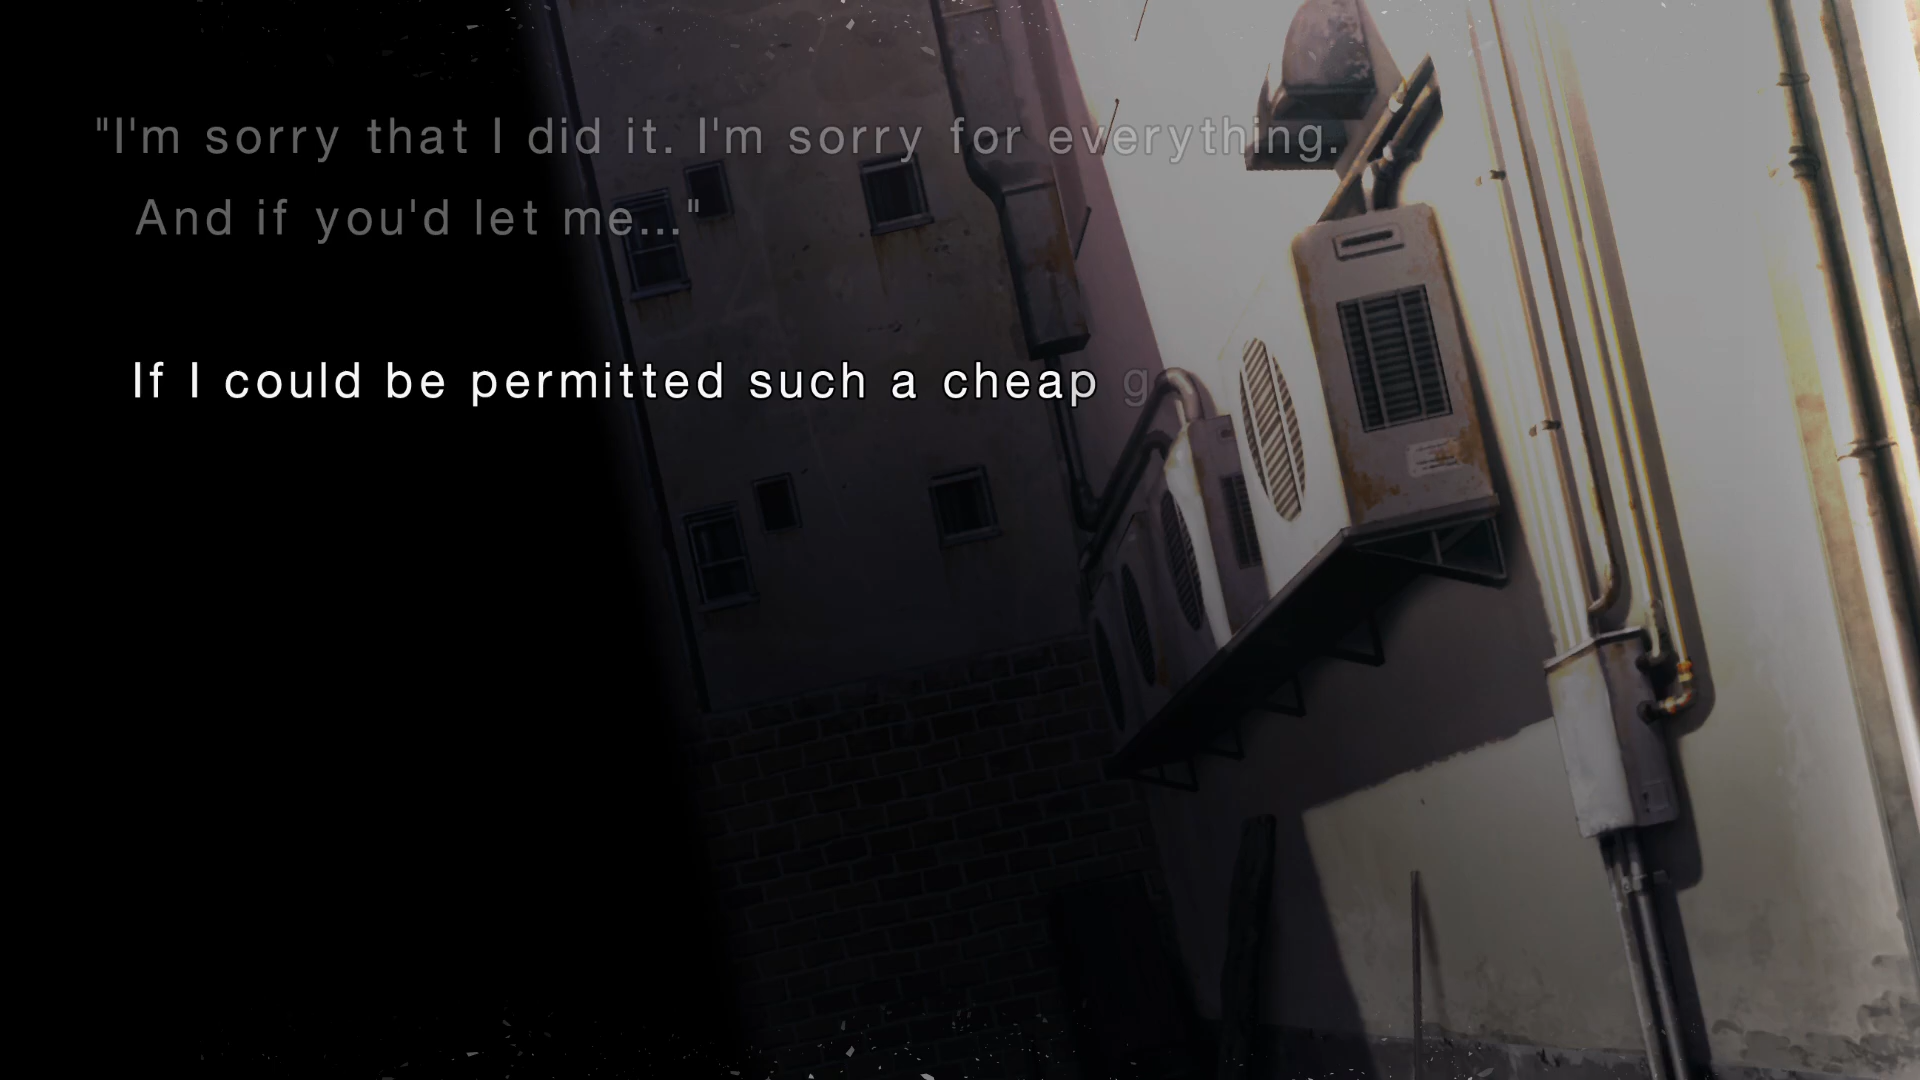 "I'm sorry that I did it. I'm sorry for everything.
And if you'd let me..."
If I could be permitted such a cheap g